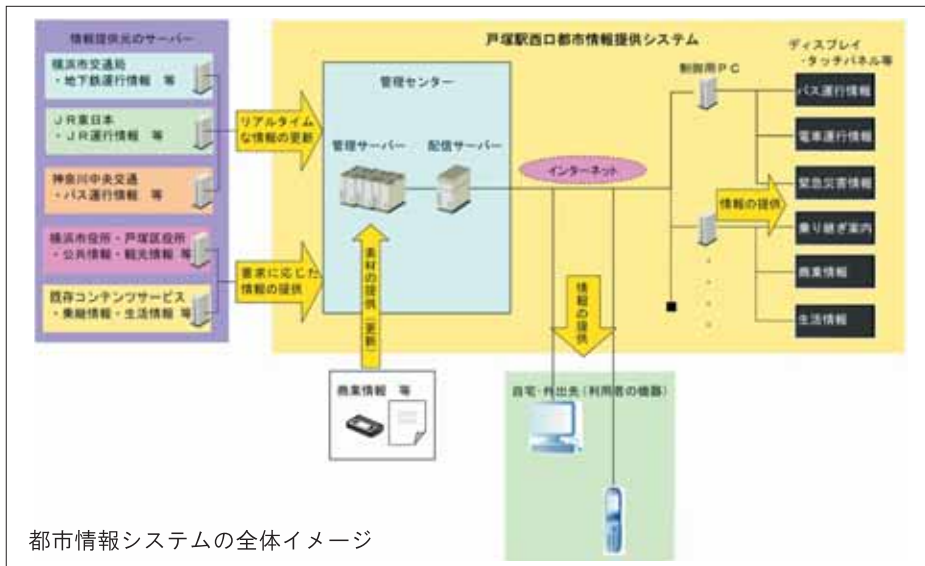 情報提供元のサーバー
横浜市交通局
・地下鉄運行情報 等
JR東日本
・JR運行情報 等
神奈川中央交通
・バス運行情報 等
横浜市役所・戸塚区役所
・公共情報・観光情報 等
既存コンテンツサービス
・乗継情報・生活情報 等
リアルタイム
な情報の更新
要求に応じた
情報の提供
戸塚駅西口都市情報提供システム
管理センター
管理サーバー
配信サーバー
素材の提供(更新)
商業情報 等
インターネット
情報の提供
自宅・外出先(利用者の機器)
制御用PC
情報の提供
ディスプレイ
・タッチパネル等
バス運行情報
電車運行情報
緊急災害情報
乗り継ぎ案内
商業情報
生活情報
都市情報システムの全体イメージ